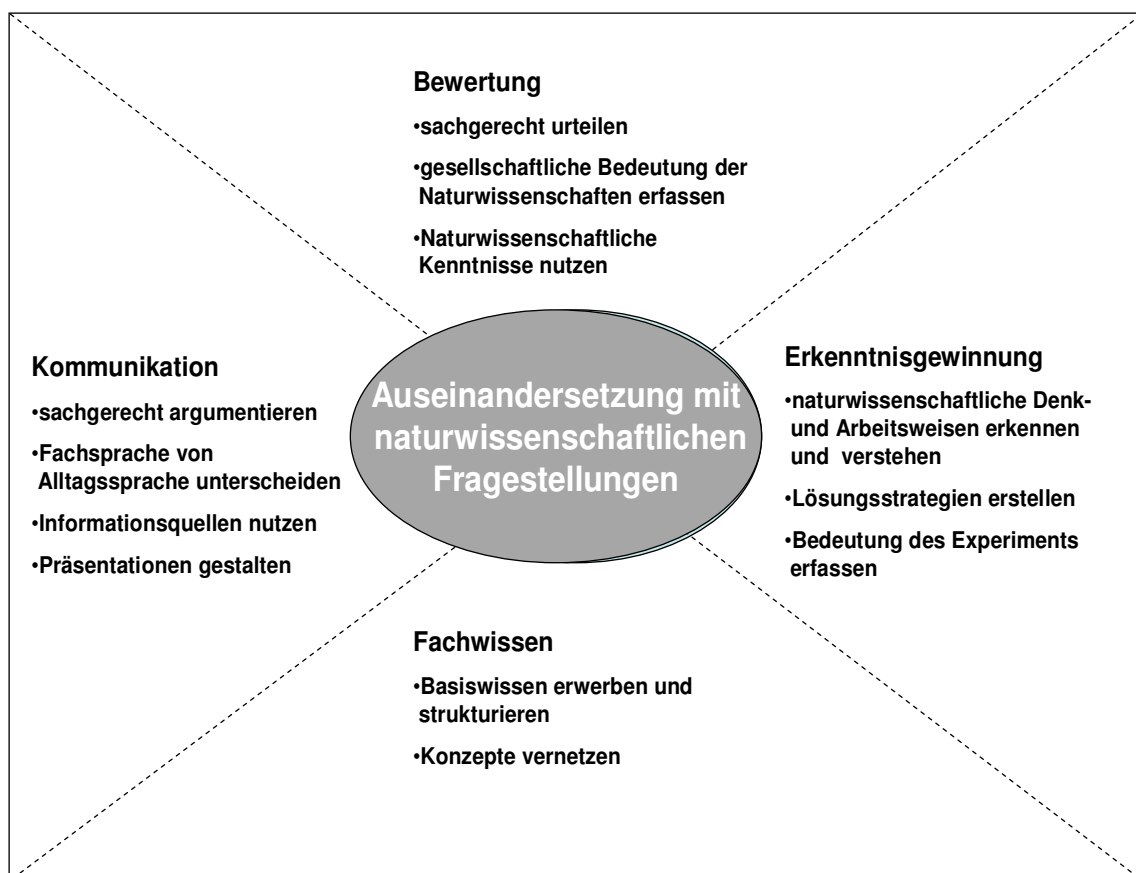 Bewertung
•sachgerecht urteilen
•gesellschaftliche Bedeutung der
Naturwissenschaften erfassen
•Naturwissenschaftliche
Kenntnisse nutzen
Kommunikation
•sachgerecht argumentieren
•Fachsprache von
Alltagssprache unterscheiden
•Informationsquellen nutzen
•Präsentationen gestalten
Auseinandersetzung mit
naturwissenschaftlichen
Fragestellungen
Erkenntnisgewinnung
•naturwissenschaftliche Denk-
und Arbeitsweisen erkennen
und verstehen
•Lösungsstrategien erstellen
•Bedeutung des Experiments
erfassen
Fachwissen
•Basiswissen erwerben und
strukturieren
•Konzepte vernetzen